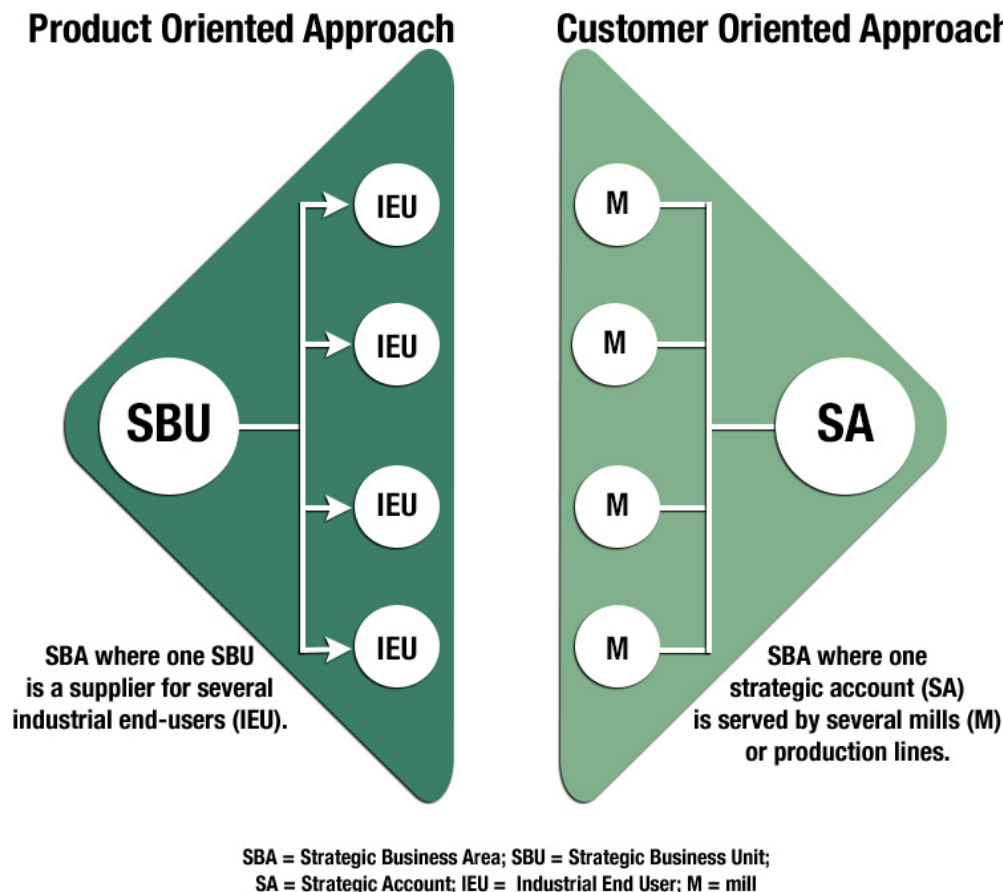 Product Oriented Approach
Customer Oriented Approach
IEU
IEU
SBU
IEU
IEU
M
M
SA
M
M
SBA where one SBU
is a supplier for several
industrial end-users (IEU).
SBA where one
strategic account (SA)
is served by several mills (M)
or production lines.
SBA = Strategic Business Area; SBU = Strategic Business Unit;
SA = Strategic Account; IEU = Industrial End User; M = mill